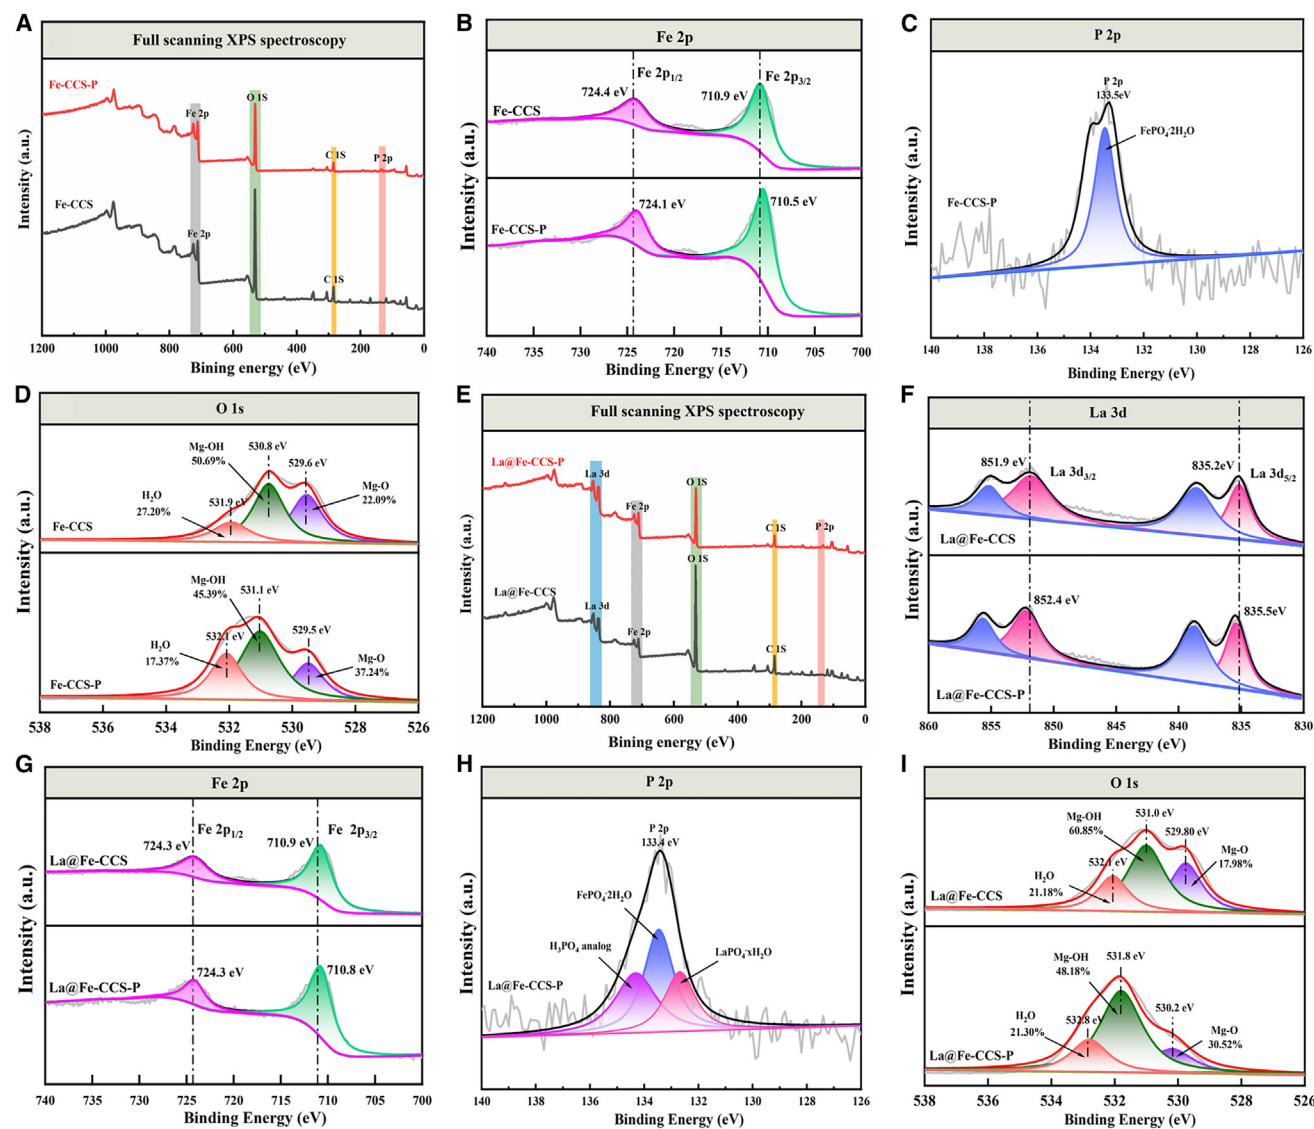 A
Full scanning XPS spectroscopy
Fe-CCS-P
Fe 2p
O 1S
C 1S
P 2p
Fe-CCS
Fe 2p
C 1S
Intensity (a.u.)
1200 1000 800 600 400 200 0
Bining energy (eV)
B
Fe 2p
Fe 2p1/2
Fe 2p3/2
724.4 eV
710.9 eV
Fe-CCS
724.1 eV
710.5 eV
Fe-CCS-P
Intensity (a.u.)
740 735 730 725 720 715 710 705 700
Binding Energy (eV)
C
P 2p
P 2p
133.5eV
FePO4·2H2O
Fe-CCS-P
Intensity (a.u.)
140 138 136 134 132 130 128 126
Binding Energy (eV)
D
O 1s
Mg-OH
50.69%
530.8 eV
529.6 eV
H2O
27.20%
531.9 eV
Mg-O
22.09%
Fe-CCS
Mg-OH
45.39%
531.1 eV
532.1 eV
529.5 eV
H2O
17.37%
Mg-O
37.24%
Fe-CCS-P
Intensity (a.u.)
538 536 534 532 530 528 526
Binding Energy (eV)
E
Full scanning XPS spectroscopy
La@Fe-CCS-P
La 3d
Fe 2p
O 1S
C 1S
P 2p
La@Fe-CCS
La 3d
Fe 2p
O 1S
C 1S
Intensity (a.u.)
1200 1000 800 600 400 200 0
Bining energy (eV)
F
La 3d
851.9 eV
La 3d3/2
835.2eV
La 3d5/2
La@Fe-CCS
852.4 eV
835.5eV
La@Fe-CCS-P
Intensity (a.u.)
860 855 850 845 840 835 830
Binding Energy (eV)
G
Fe 2p
Fe 2p1/2
Fe 2p3/2
724.3 eV
710.9 eV
La@Fe-CCS
724.3 eV
710.8 eV
La@Fe-CCS-P
Intensity (a.u.)
740 735 730 725 720 715 710 705 700
Binding Energy (eV)
H
P 2p
P 2p
133.4eV
FePO4·2H2O
H3PO4 analog
LaPO4·xH2O
La@Fe-CCS-P
Intensity (a.u.)
140 138 136 134 132 130 128 126
Binding Energy (eV)
I
O 1s
Mg-OH
60.85%
531.0 eV
529.80 eV
532.1 eV
H2O
21.18%
Mg-O
17.98%
La@Fe-CCS
Mg-OH
48.18%
531.8 eV
530.2 eV
H2O
21.30%
532.8 eV
Mg-O
30.52%
La@Fe-CCS-P
Intensity (a.u.)
538 536 534 532 530 528 526
Binding Energy (eV)